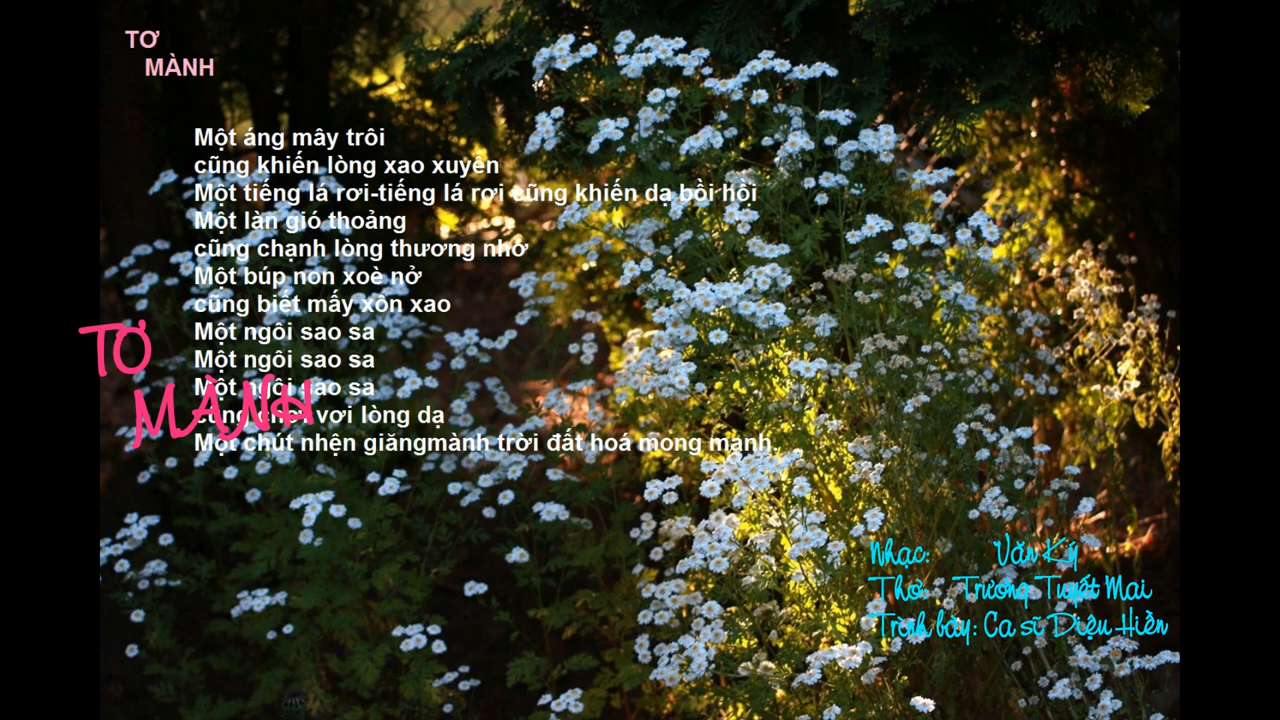 TƠ
MÀNH
Một áng mây trôi
cũng khiến lòng xao xuyến
Một tiếng lá rơi-tiếng lá rơi cũng khiến dạ bồi hồi
Một làn gió thoảng
cũng chạnh lòng thương nhớ
Một búp non xoè nở
cũng biết mấy xôn xao
Một ngôi sao sa
Một ngôi sao sa
Một ngôi sao sa
cũng vơi lòng dạ
Một chút nhện giăngmành trời đất hoá mong manh
TƠ
MÀNH
Nhạc: Văn Ký
Thơ: Trương Tuyết Mai
Trình bày: Ca sĩ Diệu Hiền